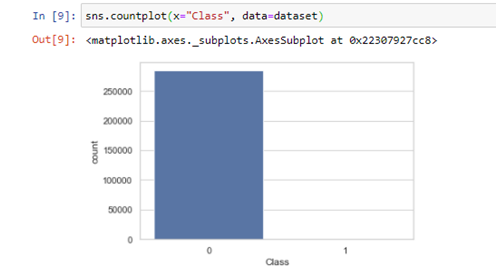 In [9]: sns.countplot(x="Class", data=dataset)
Out[9]: <matplotlib.axes._subplots.AxesSubplot at 0x22307927cc8>
250000
200000
150000
100000
50000
0
count
0 1
Class